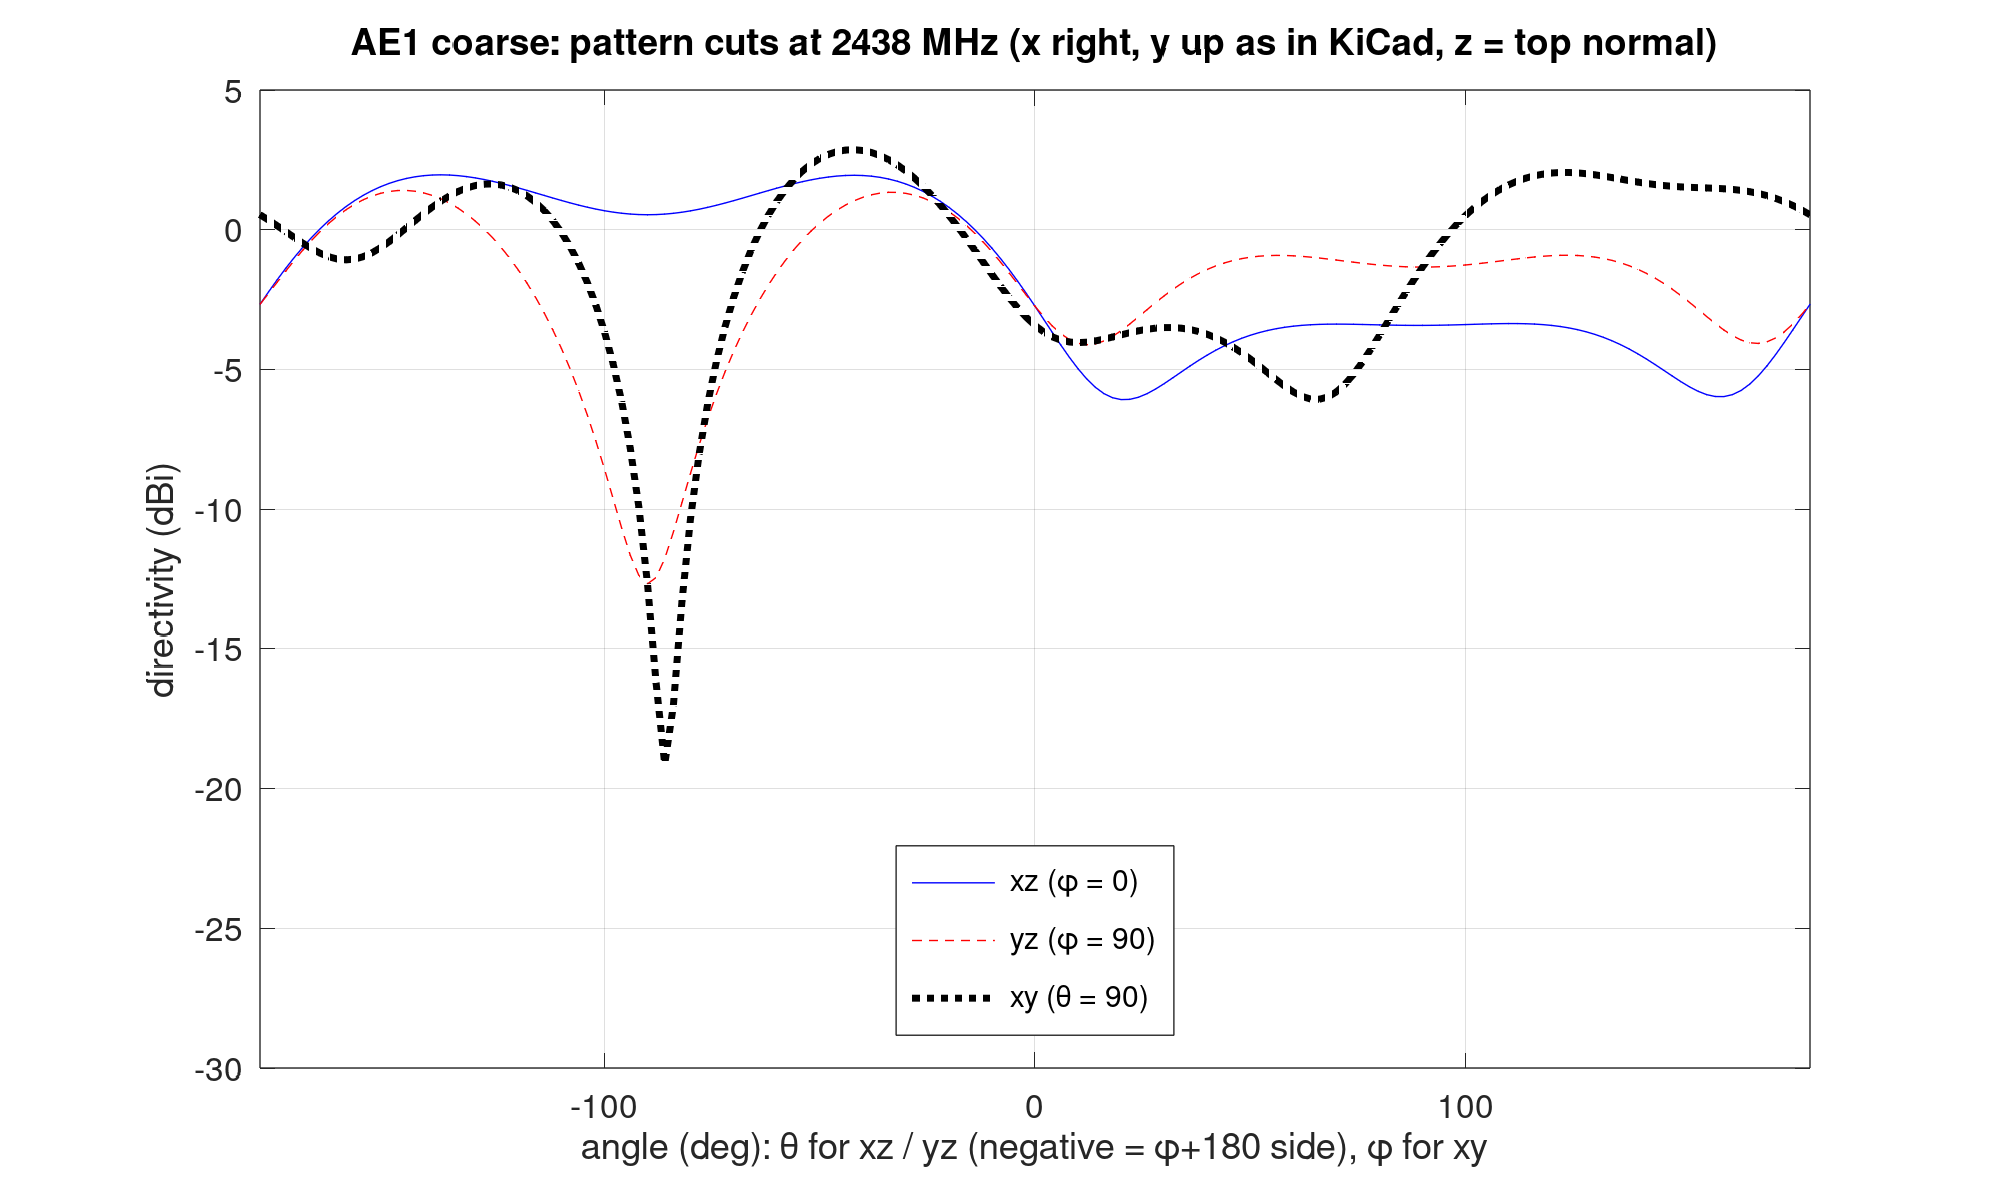 AE1 coarse: pattern cuts at 2438 MHz (x right, y up as in KiCad, z = top normal)
5
0
-5
-10
-15
-20
-25
-30
directivity (dBi)
xz (φ = 0)
yz (φ = 90)
xy (θ = 90)
-100
0
100
angle (deg): θ for xz / yz (negative = φ+180 side), φ for xy